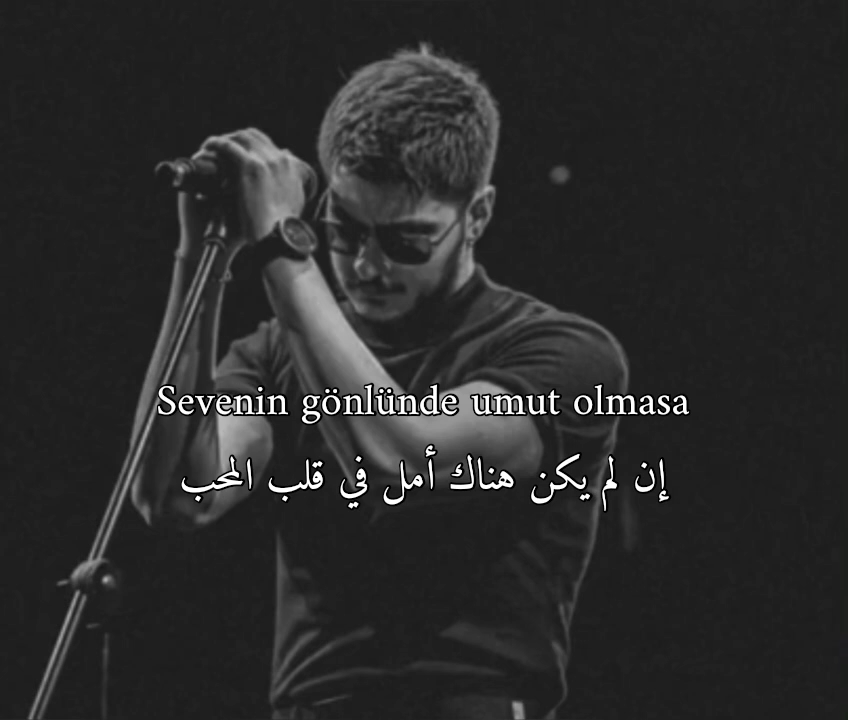 Sevenin gönlünde umut olmasa
إن لم يكن هناك أمل في قلب المحب